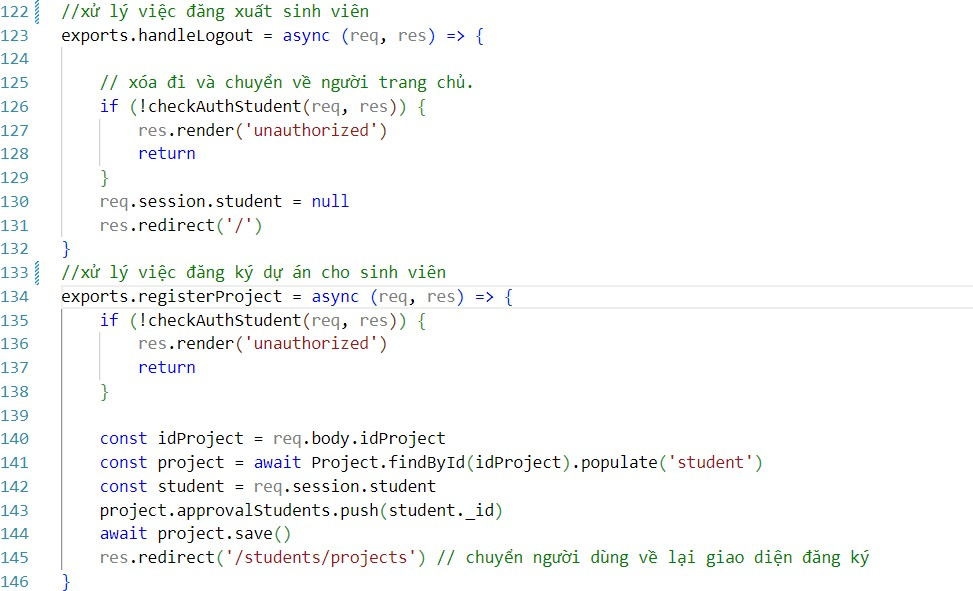 122 //xử lý việc đăng xuất sinh viên
123 exports.handleLogout = async (req, res) => {
124
125     // xóa đi và chuyển về người trang chủ.
126     if (!checkAuthStudent(req, res)) {
127         res.render('unauthorized')
128         return
129     }
130     req.session.student = null
131     res.redirect('/')
132 }
133 //xử lý việc đăng ký dự án cho sinh viên
134 exports.registerProject = async (req, res) => {
135     if (!checkAuthStudent(req, res)) {
136         res.render('unauthorized')
137         return
138     }
139
140     const idProject = req.body.idProject
141     const project = await Project.findById(idProject).populate('student')
142     const student = req.session.student
143     project.approvalStudents.push(student._id)
144     await project.save()
145     res.redirect('/students/projects') // chuyển người dùng về lại giao diện đăng ký
146 }